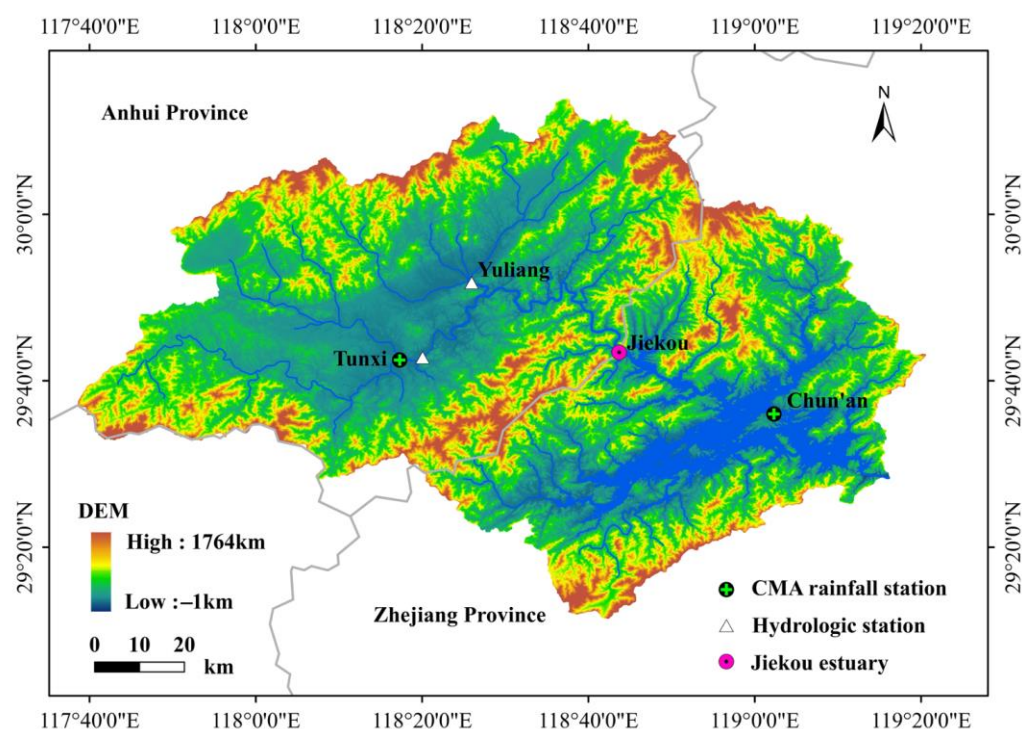 117°40'0"E 118°0'0"E 118°20'0"E 118°40'0"E 119°0'0"E 119°20'0"E
N
Anhui Province
30°0'0"N
30°0'0"N
Yuliang
Tunxi
Jiekou
29°40'0"N
29°40'0"N
Chun'an
DEM
High : 1764km
Low :–1km
29°20'0"N
29°20'0"N
Zhejiang Province
CMA rainfall station
Hydrologic station
Jiekou estuary
0 10 20
km
117°40'0"E 118°0'0"E 118°20'0"E 118°40'0"E 119°0'0"E 119°20'0"E